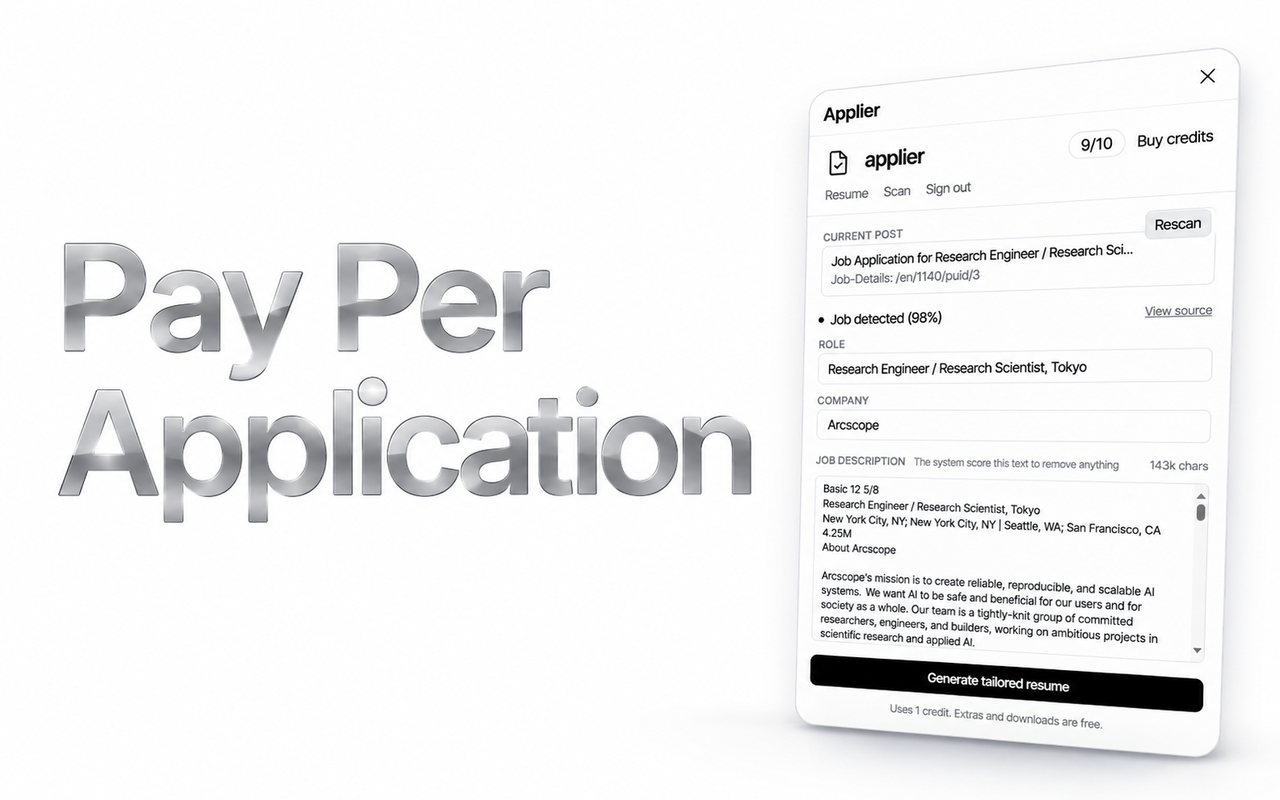 Pay Per
Application
Applier
applier
9/10
Buy credits
Resume
Scan
Sign out
CURRENT POST
Rescan
Job Application for Research Engineer / Research Sci...
Job-Details: /en/1140/puid/3
Job detected (98%)
View source
ROLE
Research Engineer / Research Scientist, Tokyo
COMPANY
Arcscope
JOB DESCRIPTION
The system score this text to remove anything
143k chars
Basic 12 5/8
Research Engineer / Research Scientist, Tokyo
New York City, NY; New York City, NY | Seattle, WA; San Francisco, CA
4.25M
About Arcscope
Arcscope's mission is to create reliable, reproducible, and scalable AI
systems. We want AI to be safe and beneficial for our users and for
society as a whole. Our team is a tightly-knit group of committed
researchers, engineers, and builders, working on ambitious projects in
scientific research and applied AI.
Generate tailored resume
Uses 1 credit. Extras and downloads are free.